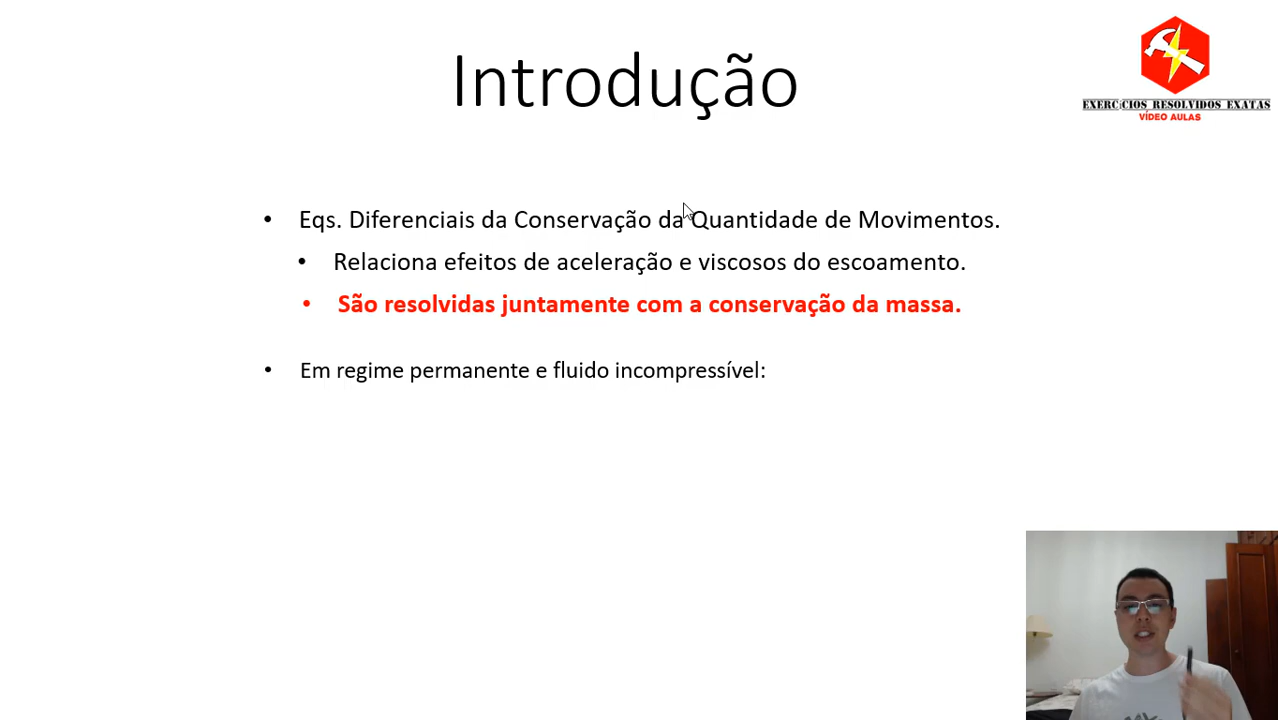 Introdução
EXERCíCIOS RESOLVIDOS EXATAS
VÍDEO AULAS
• Eqs. Diferenciais da Conservação da Quantidade de Movimentos.
• Relaciona efeitos de aceleração e viscosos do escoamento.
• São resolvidas juntamente com a conservação da massa.
• Em regime permanente e fluido incompressível: